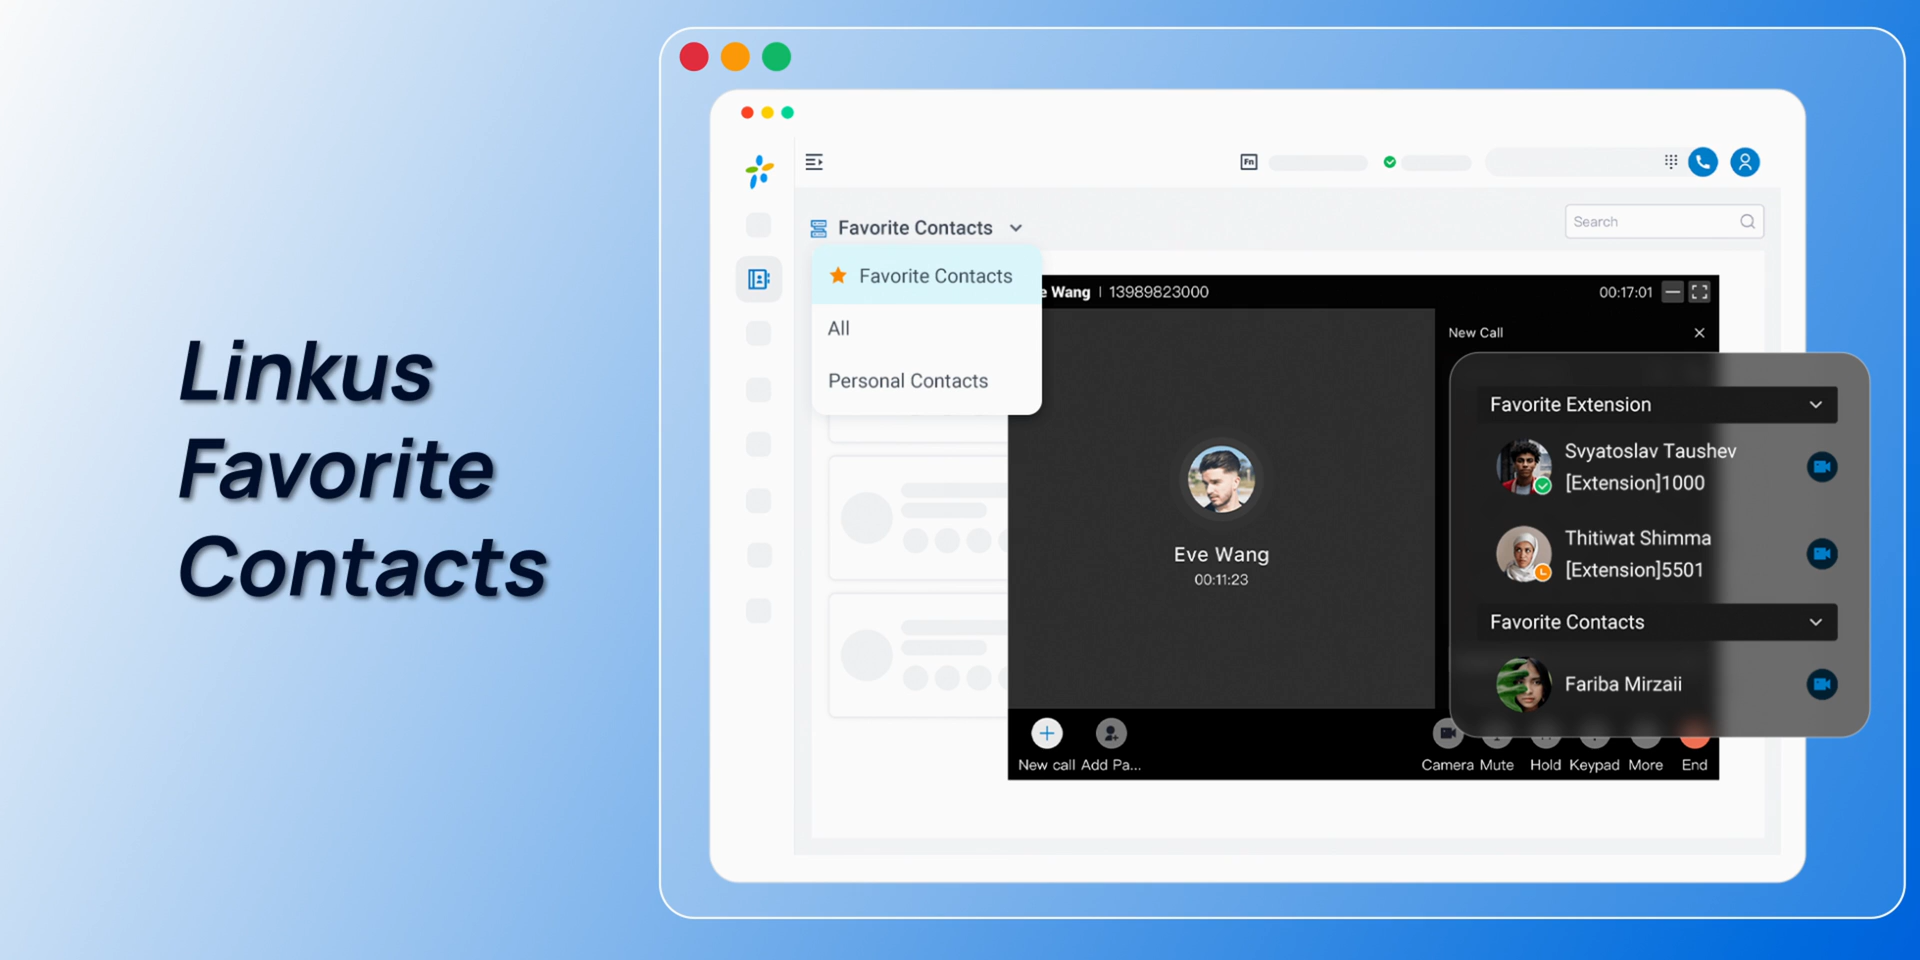 Linkus
Favorite
Contacts
Fn
Favorite Contacts
Search
Favorite Contacts
All
Personal Contacts
e Wang | 13989823000
00:17:01
New Call
Eve Wang
00:11:23
Favorite Extension
Svyatoslav Taushev
[Extension]1000
Thitiwat Shimma
[Extension]5501
Favorite Contacts
Fariba Mirzaii
New call
Add Pa...
Camera
Mute
Hold
Keypad
More
End